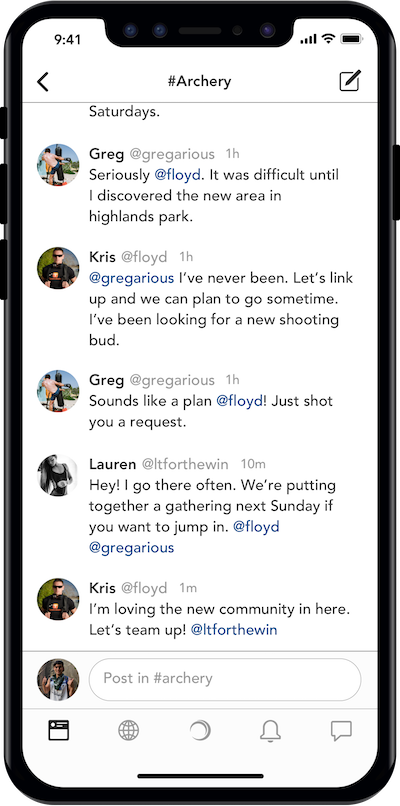 9:41
#Archery
Saturdays.
Greg @gregarious 1h
Seriously @floyd. It was difficult until
I discovered the new area in
highlands park.
Kris @floyd 1h
@gregarious I’ve never been. Let’s link
up and we can plan to go sometime.
I’ve been looking for a new shooting
bud.
Greg @gregarious 1h
Sounds like a plan @floyd! Just shot
you a request.
Lauren @ltforthewin 10m
Hey! I go there often. We’re putting
together a gathering next Sunday if
you want to jump in. @floyd
@gregarious
Kris @floyd 1m
I’m loving the new community in here.
Let’s team up! @ltforthewin
Post in #archery